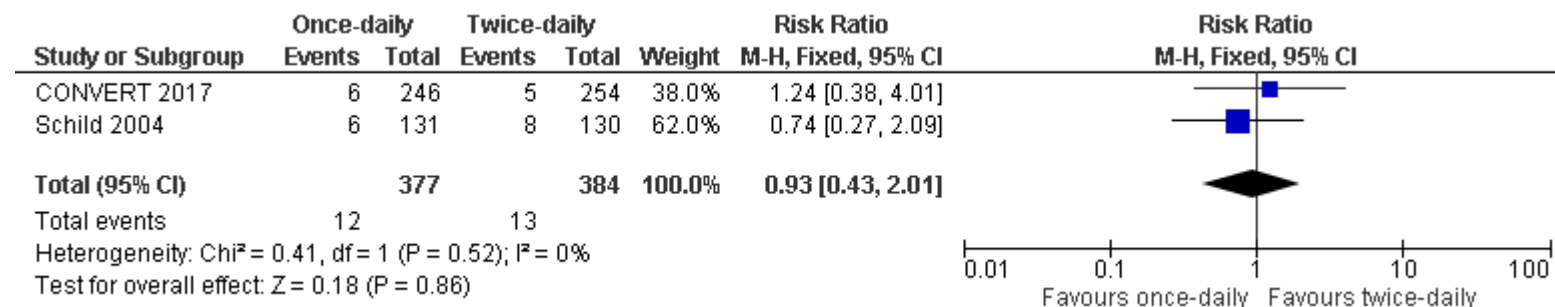 Once-daily Twice-daily Risk Ratio Risk Ratio
Study or Subgroup Events Total Events Total Weight M-H, Fixed, 95% CI M-H, Fixed, 95% CI
CONVERT 2017 6 246 5 254 38.0% 1.24 [0.38, 4.01]
Schild 2004 6 131 8 130 62.0% 0.74 [0.27, 2.09]
Total (95% CI) 377 384 100.0% 0.93 [0.43, 2.01]
Total events 12 13
Heterogeneity: Chi² = 0.41, df = 1 (P = 0.52); I² = 0%
Test for overall effect: Z = 0.18 (P = 0.86)
0.01 0.1 1 10 100
Favours once-daily Favours twice-daily